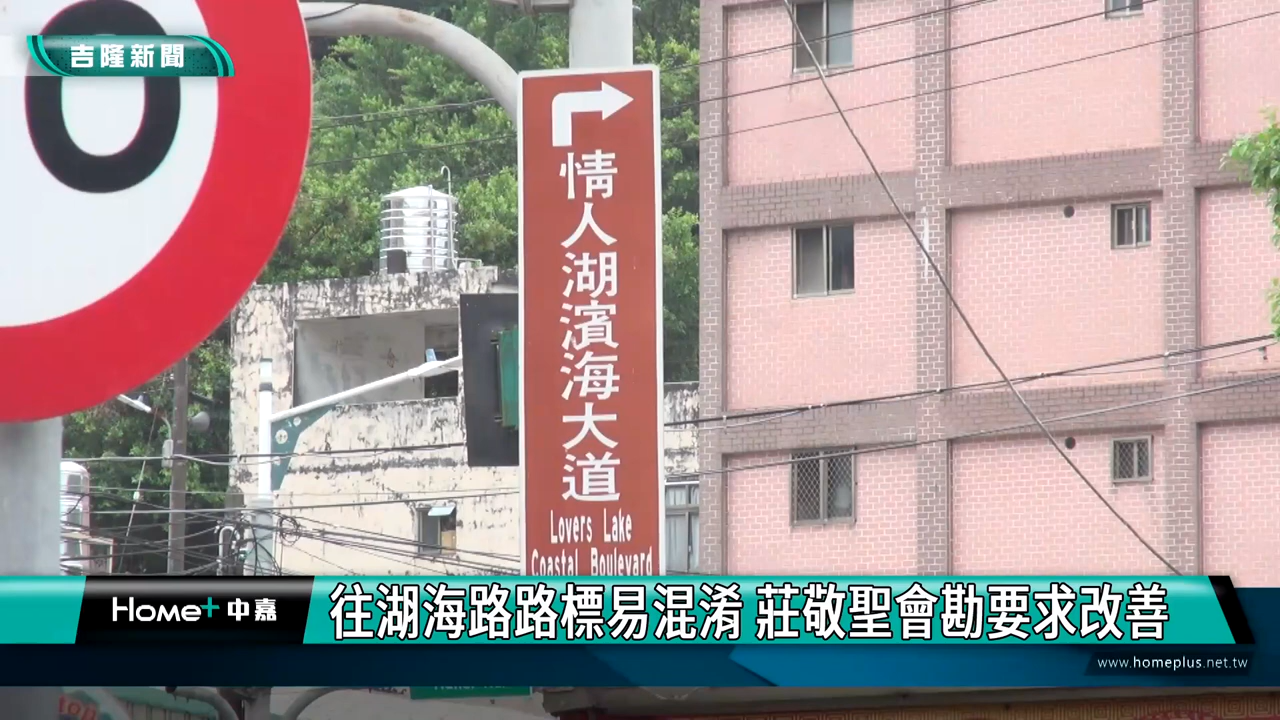 吉隆新聞
0
情人湖濱海大道
Lovers Lake
Coastal Boulevard
Home+ 中嘉
往湖海路路標易混淆 莊敬聖會勘要求改善
www.homeplus.net.tw